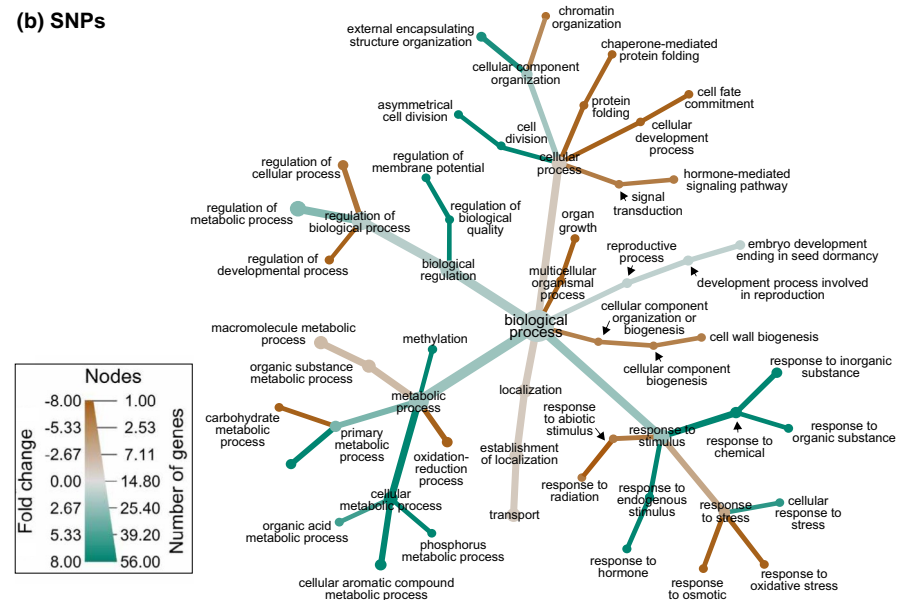 (b) SNPs
chromatin
organization
external encapsulating
structure organization
cellular component
organization
chaperone-mediated
protein folding
protein
folding
cell fate
commitment
cellular
development
process
asymmetrical
cell division
cell
division
cellular
process
hormone-mediated
signaling pathway
signal
transduction
regulation of
cellular process
regulation of
membrane potential
regulation of
metabolic process
regulation of
biological process
regulation of
biological
quality
regulation of
developmental process
biological
regulation
organ
growth
multicellular
organismal
process
reproductive
process
embryo development
ending in seed dormancy
development process involved
in reproduction
biological
process
cellular component
organization or
biogenesis
cell wall biogenesis
cellular component
biogenesis
macromolecule metabolic
process
organic substance
metabolic process
methylation
metabolic
process
carbohydrate
metabolic
process
primary
metabolic
process
oxidation-
reduction
process
cellular
metabolic process
organic acid
metabolic process
phosphorus
metabolic process
cellular aromatic compound
metabolic process
localization
establishment
of localization
transport
response
to abiotic
stimulus
response to
stimulus
response to
radiation
response to inorganic
substance
response to
chemical
response to
organic substance
response to
endogenous
stimulus
response to
hormone
response
to stress
cellular
response to
stress
response
to osmotic
response to
oxidative stress
Nodes
Fold change
Number of genes
-8.00 1.00
-5.33 2.53
-2.67 7.11
0.00 14.80
2.67 25.40
5.33 39.20
8.00 56.00